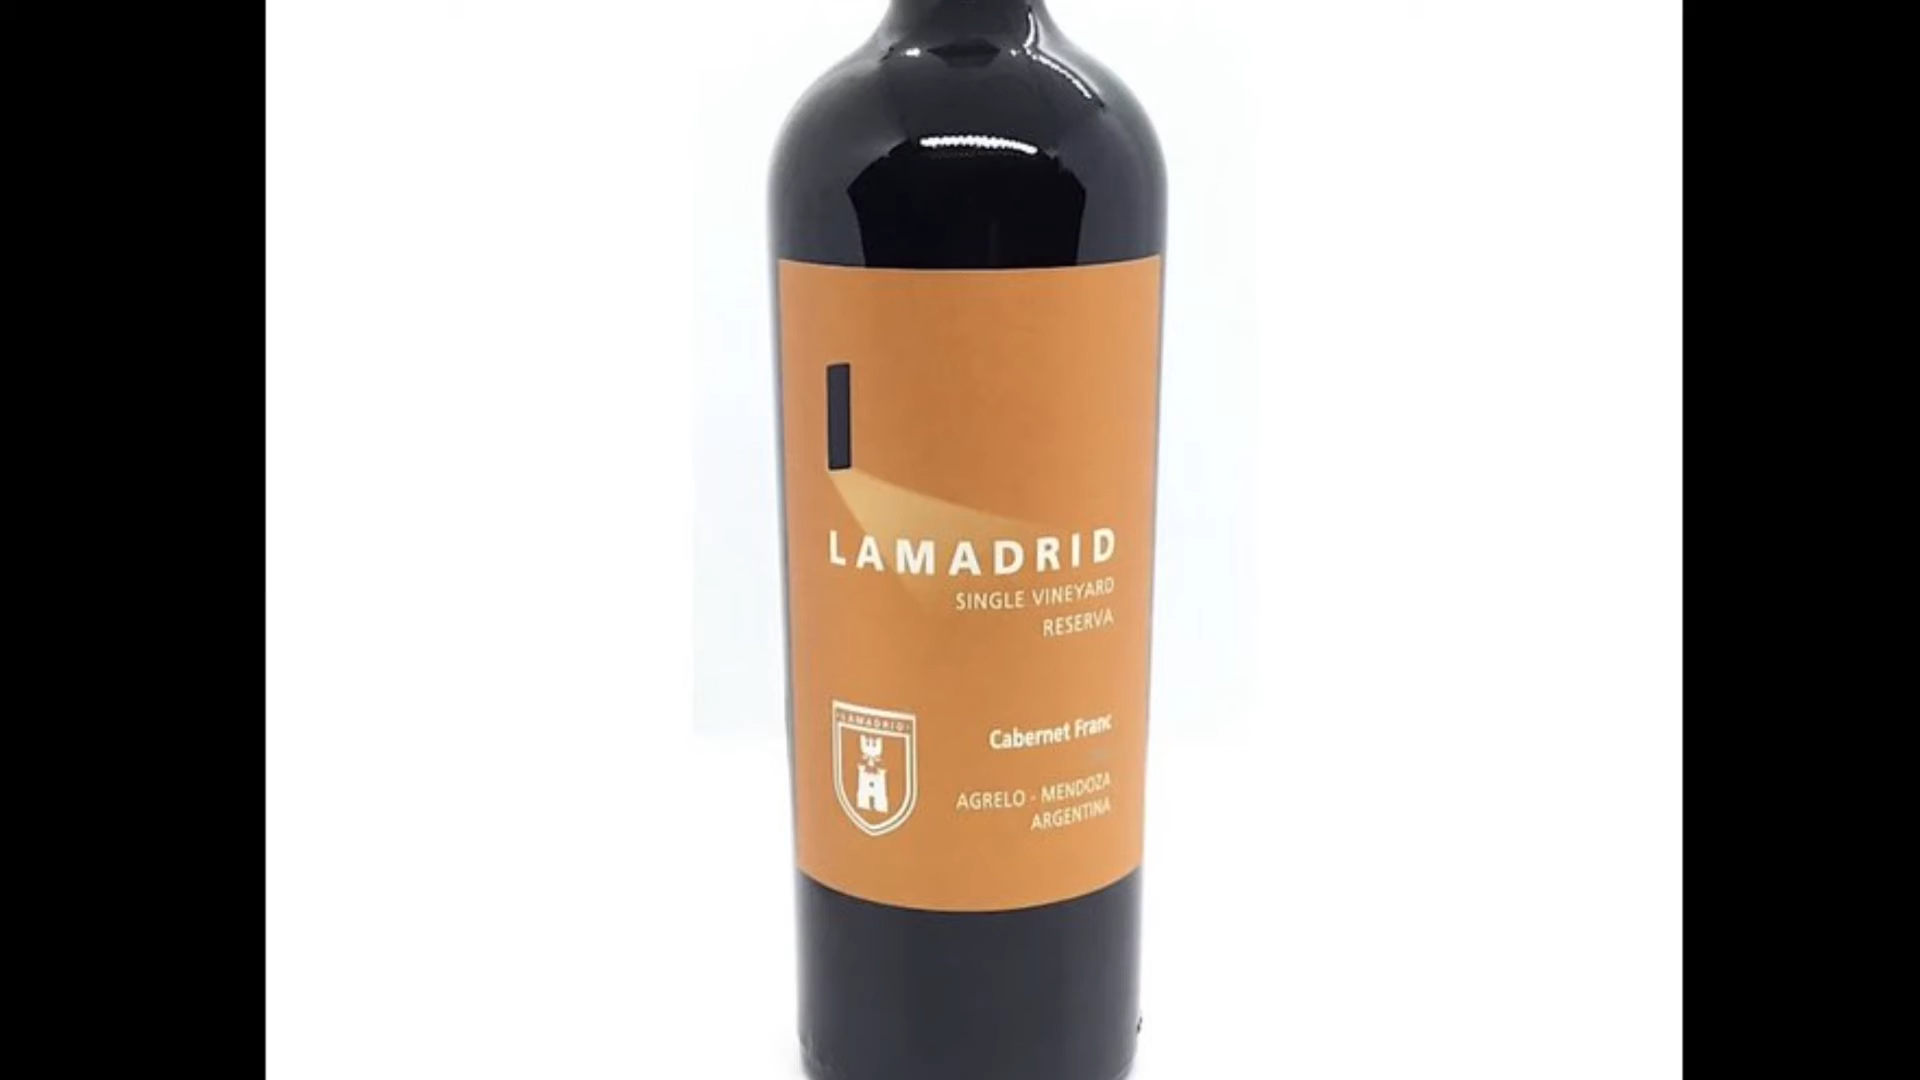 LAMADRID
SINGLE VINEYARD
RESERVA
LAMADRID
Cabernet Franc
AGRELO - MENDOZA
ARGENTINA